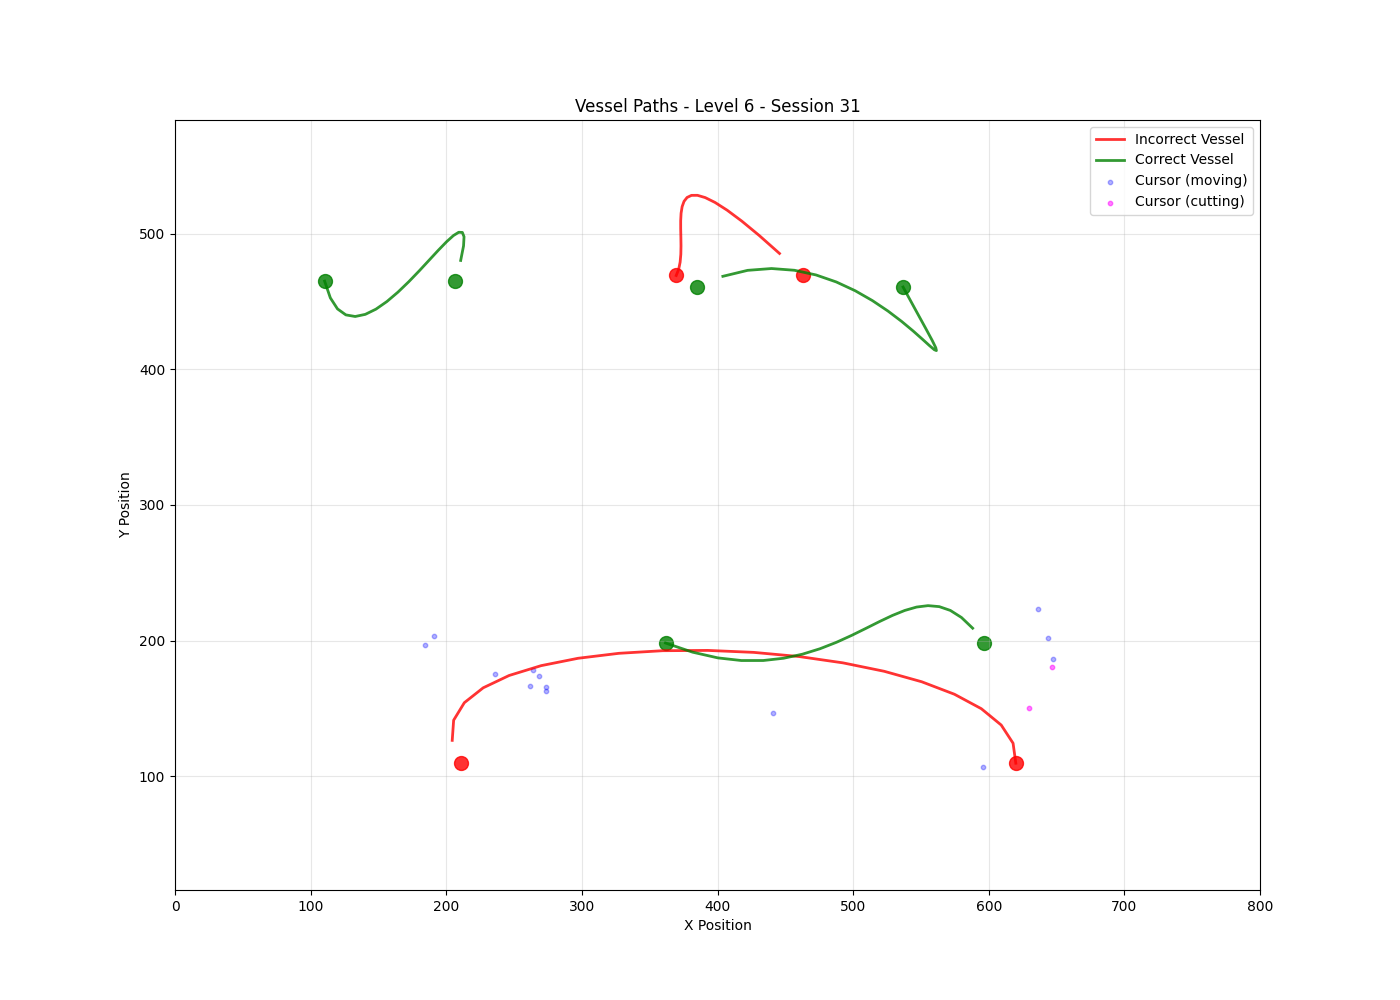 Vessel Paths - Level 6 - Session 31
Incorrect Vessel
Correct Vessel
Cursor (moving)
Cursor (cutting)
500
400
300
200
100
Y Position
0 100 200 300 400 500 600 700 800
X Position